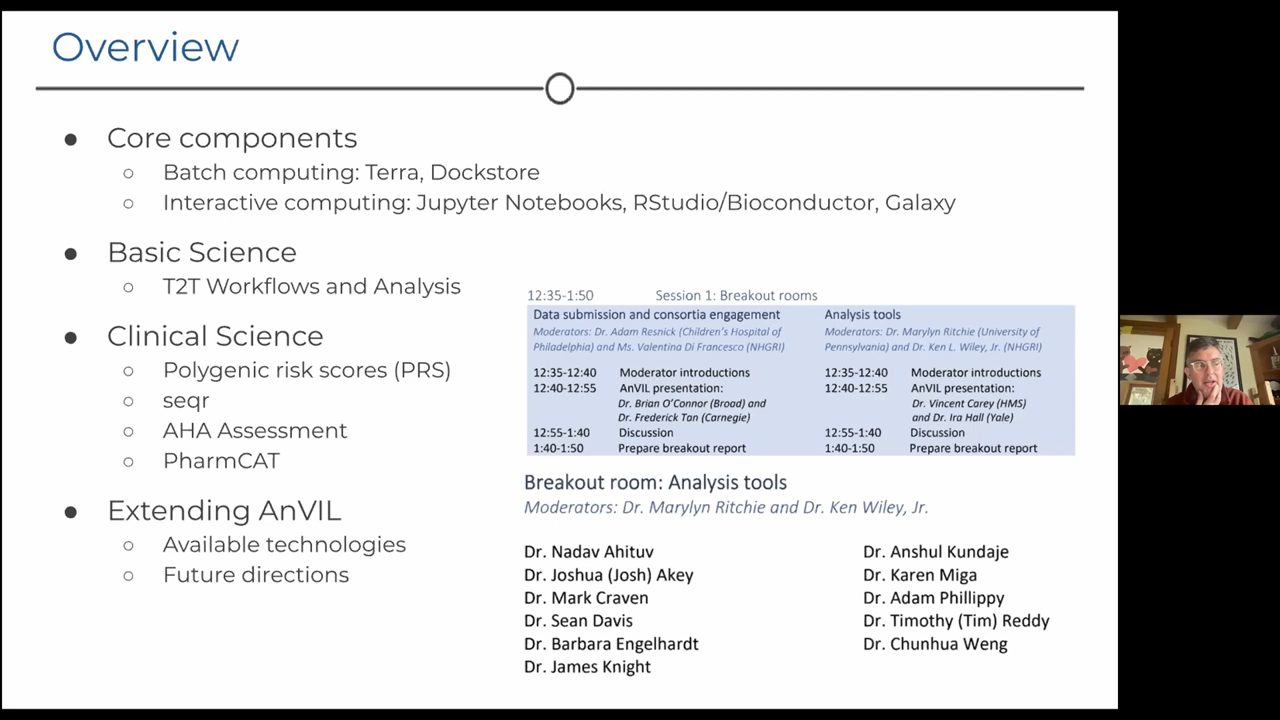 Overview
● Core components
○ Batch computing: Terra, Dockstore
○ Interactive computing: Jupyter Notebooks, RStudio/Bioconductor, Galaxy
● Basic Science
○ T2T Workflows and Analysis
● Clinical Science
○ Polygenic risk scores (PRS)
○ seqr
○ AHA Assessment
○ PharmCAT
● Extending AnVIL
○ Available technologies
○ Future directions
12:35-1:50 Session 1: Breakout rooms
Data submission and consortia engagement
Moderators: Dr. Adam Resnick (Children's Hospital of
Philadelphia) and Ms. Valentina Di Francesco (NHGRI)
12:35-12:40 Moderator introductions
12:40-12:55 AnVIL presentation:
Dr. Brian O'Connor (Broad) and
Dr. Frederick Tan (Carnegie)
12:55-1:40 Discussion
1:40-1:50 Prepare breakout report
Analysis tools
Moderators: Dr. Marylyn Ritchie (University of
Pennsylvania) and Dr. Ken L. Wiley, Jr. (NHGRI)
12:35-12:40 Moderator introductions
12:40-12:55 AnVIL presentation:
Dr. Vincent Carey (HMS)
and Dr. Ira Hall (Yale)
12:55-1:40 Discussion
1:40-1:50 Prepare breakout report
Breakout room: Analysis tools
Moderators: Dr. Marylyn Ritchie and Dr. Ken Wiley, Jr.
Dr. Nadav Ahituv
Dr. Joshua (Josh) Akey
Dr. Mark Craven
Dr. Sean Davis
Dr. Barbara Engelhardt
Dr. James Knight
Dr. Anshul Kundaje
Dr. Karen Miga
Dr. Adam Phillippy
Dr. Timothy (Tim) Reddy
Dr. Chunhua Weng